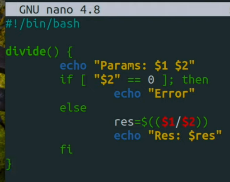 GNU nano 4.8
#!/bin/bash
divide() {
echo "Params: $1 $2"
if [ "$2" == 0 ]; then
echo "Error"
else
res=$(($1/$2))
echo "Res: $res"
fi
}